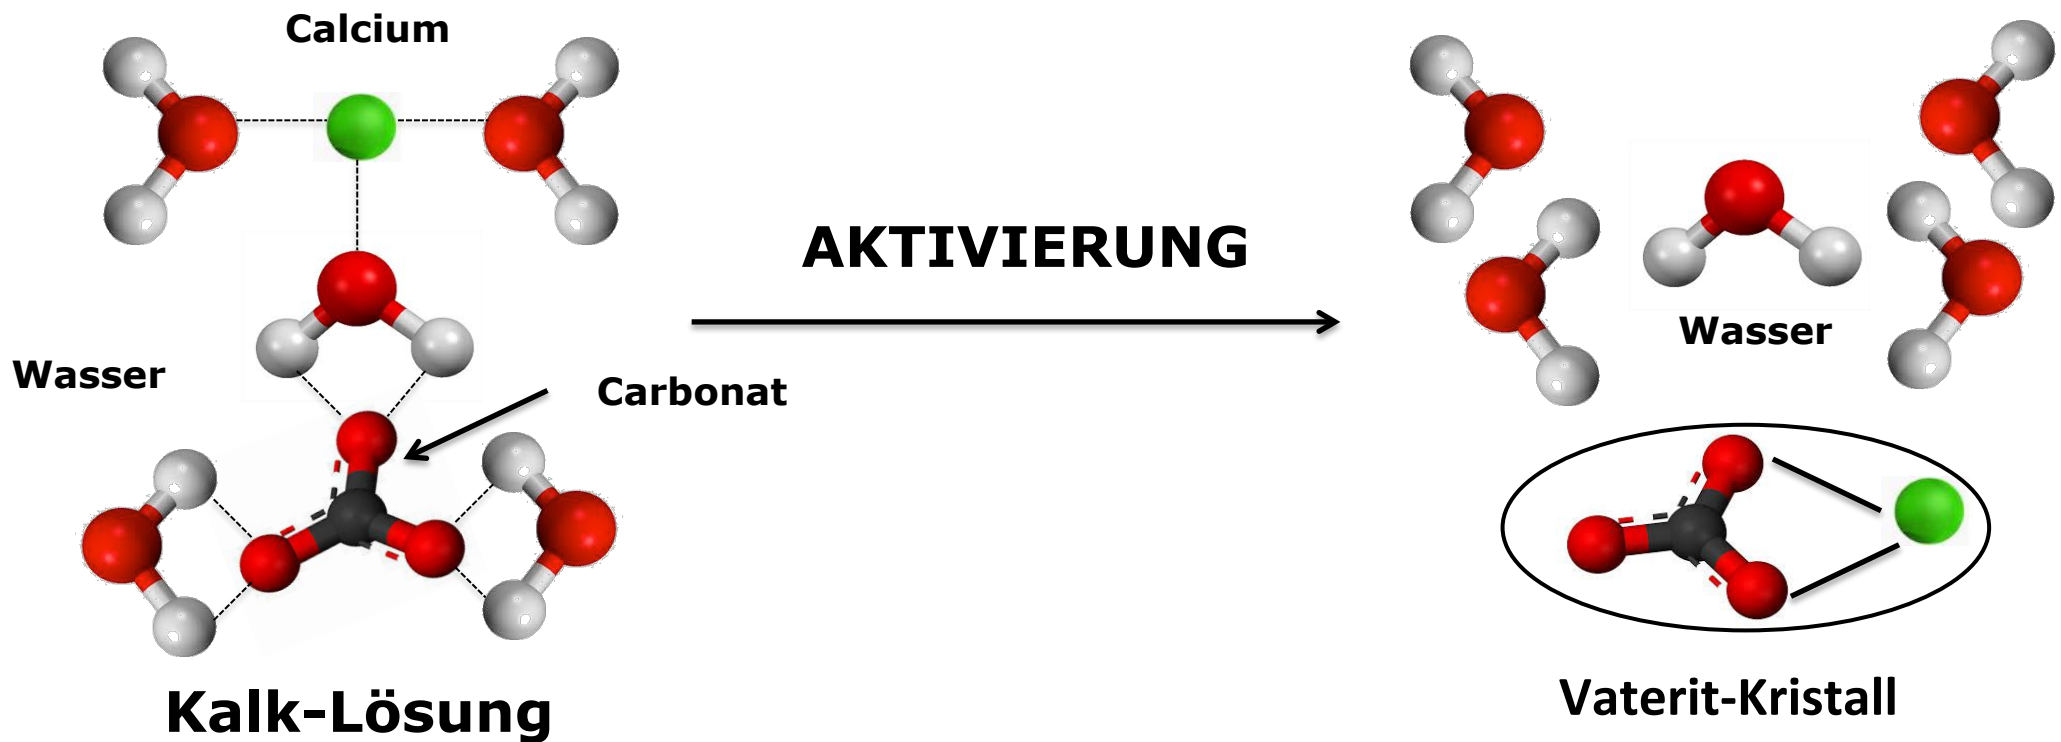 Calcium
AKTIVIERUNG
Wasser
Wasser
Carbonat
Kalk-Lösung
Vaterit-Kristall